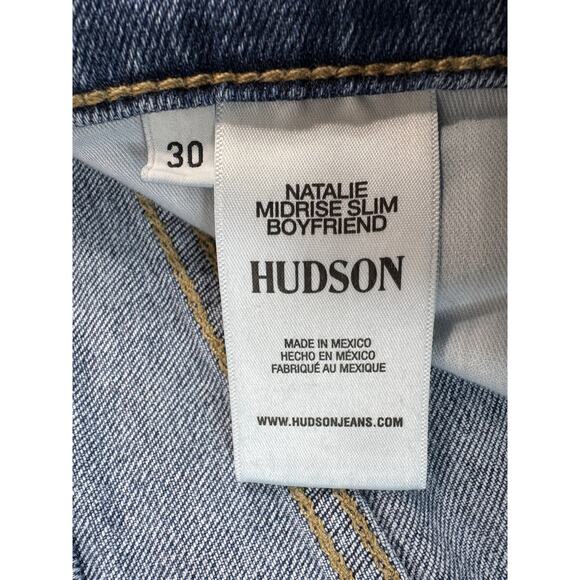 30
NATALIE
MIDRISE SLIM
BOYFRIEND
HUDSON
MADE IN MEXICO
HECHO EN MÉXICO
FABRIQUÉ AU MEXIQUE
WWW.HUDSONJEANS.COM